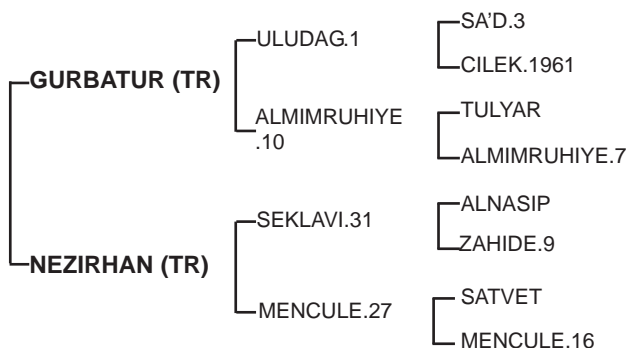 SA’D.3
ULUDAG.1
CILEK.1961
GURBATUR (TR)
TULYAR
ALMIMRUHIYE
.10
ALMIMRUHIYE.7
ALNASIP
SEKLAVI.31
ZAHIDE.9
NEZIRHAN (TR)
SATVET
MENCULE.27
MENCULE.16